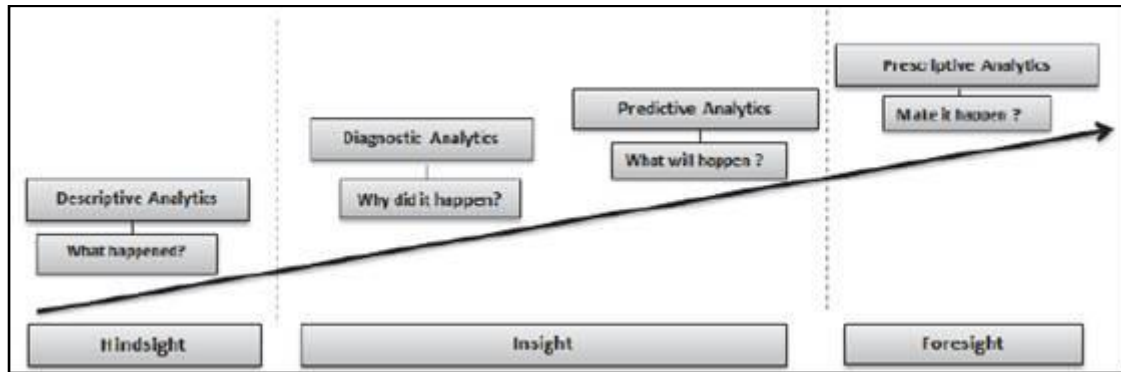 Prescriptive Analytics
Make it happen ?
Predictive Analytics
What will happen ?
Diagnostic Analytics
Why did it happen?
Descriptive Analytics
What happened?
Hindsight
Insight
Foresight